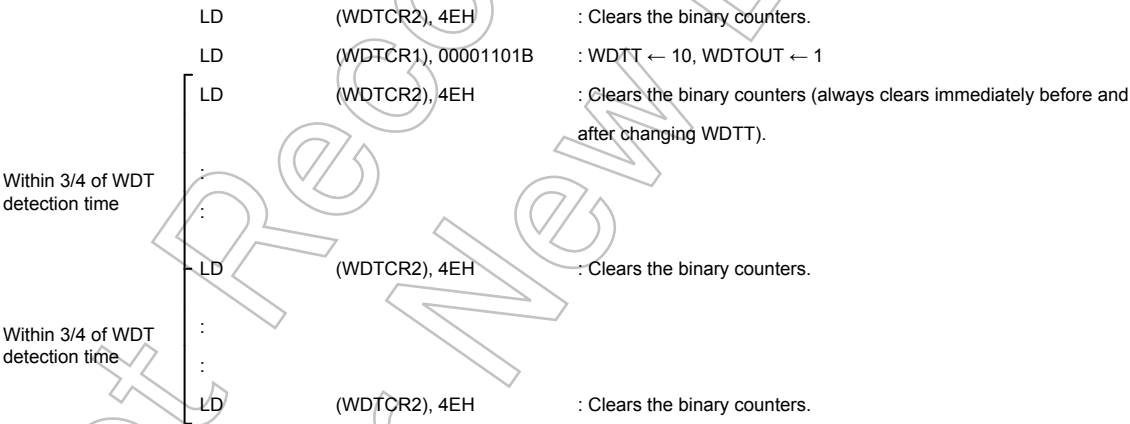 LD (WDTCR2), 4EH : Clears the binary counters.
LD (WDTCR1), 00001101B : WDTT ← 10, WDTOUT ← 1
LD (WDTCR2), 4EH : Clears the binary counters (always clears immediately before and
after changing WDTT).
Within 3/4 of WDT
detection time
:
:
LD (WDTCR2), 4EH : Clears the binary counters.
Within 3/4 of WDT
detection time
:
:
LD (WDTCR2), 4EH : Clears the binary counters.